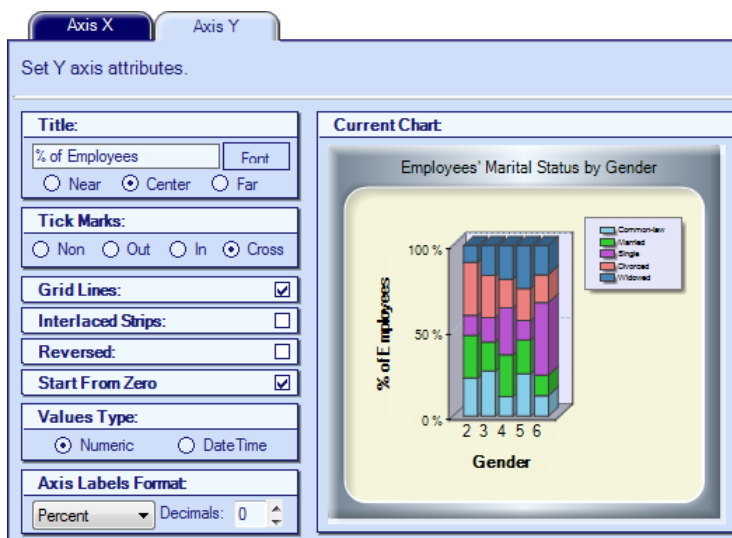 Axis X
Axis Y
Set Y axis attributes.
Title:
% of Employees
Font
Near
Center
Far
Tick Marks:
Non
Out
In
Cross
Grid Lines:
Interlaced Strips:
Reversed:
Start From Zero
Values Type:
Numeric
DateTime
Axis Labels Format:
Percent
Decimals: 0
Current Chart:
Employees' Marital Status by Gender
Common-law
Married
Single
Divorced
Widowed
100 %
50 %
0 %
% of Employees
2 3 4 5 6
Gender